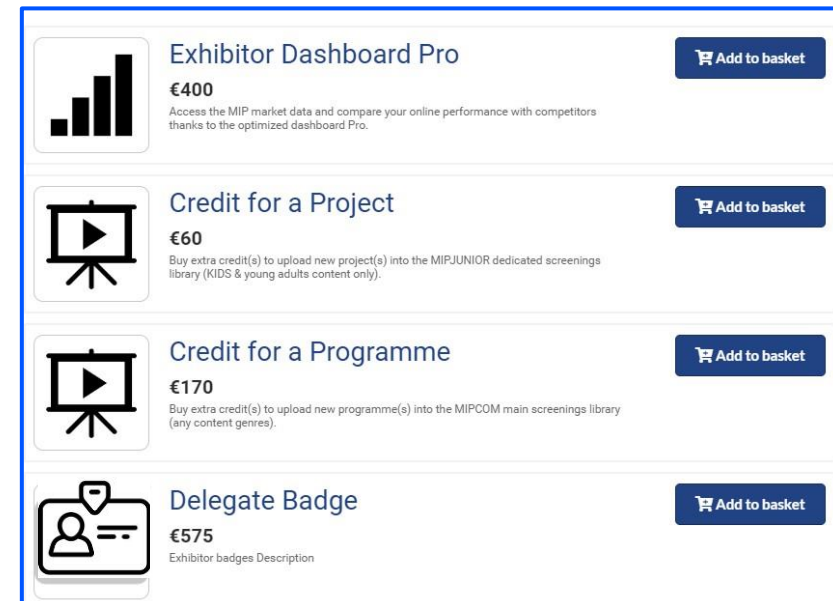 Exhibitor Dashboard Pro
€400
Access the MIP market data and compare your online performance with competitors
thanks to the optimized dashboard Pro.
Add to basket
Credit for a Project
€60
Buy extra credit(s) to upload new project(s) into the MIPJUNIOR dedicated screenings
library (KIDS & young adults content only).
Add to basket
Credit for a Programme
€170
Buy extra credit(s) to upload new programme(s) into the MIPCOM main screenings library
(any content genres).
Add to basket
Delegate Badge
€575
Exhibitor badges Description
Add to basket